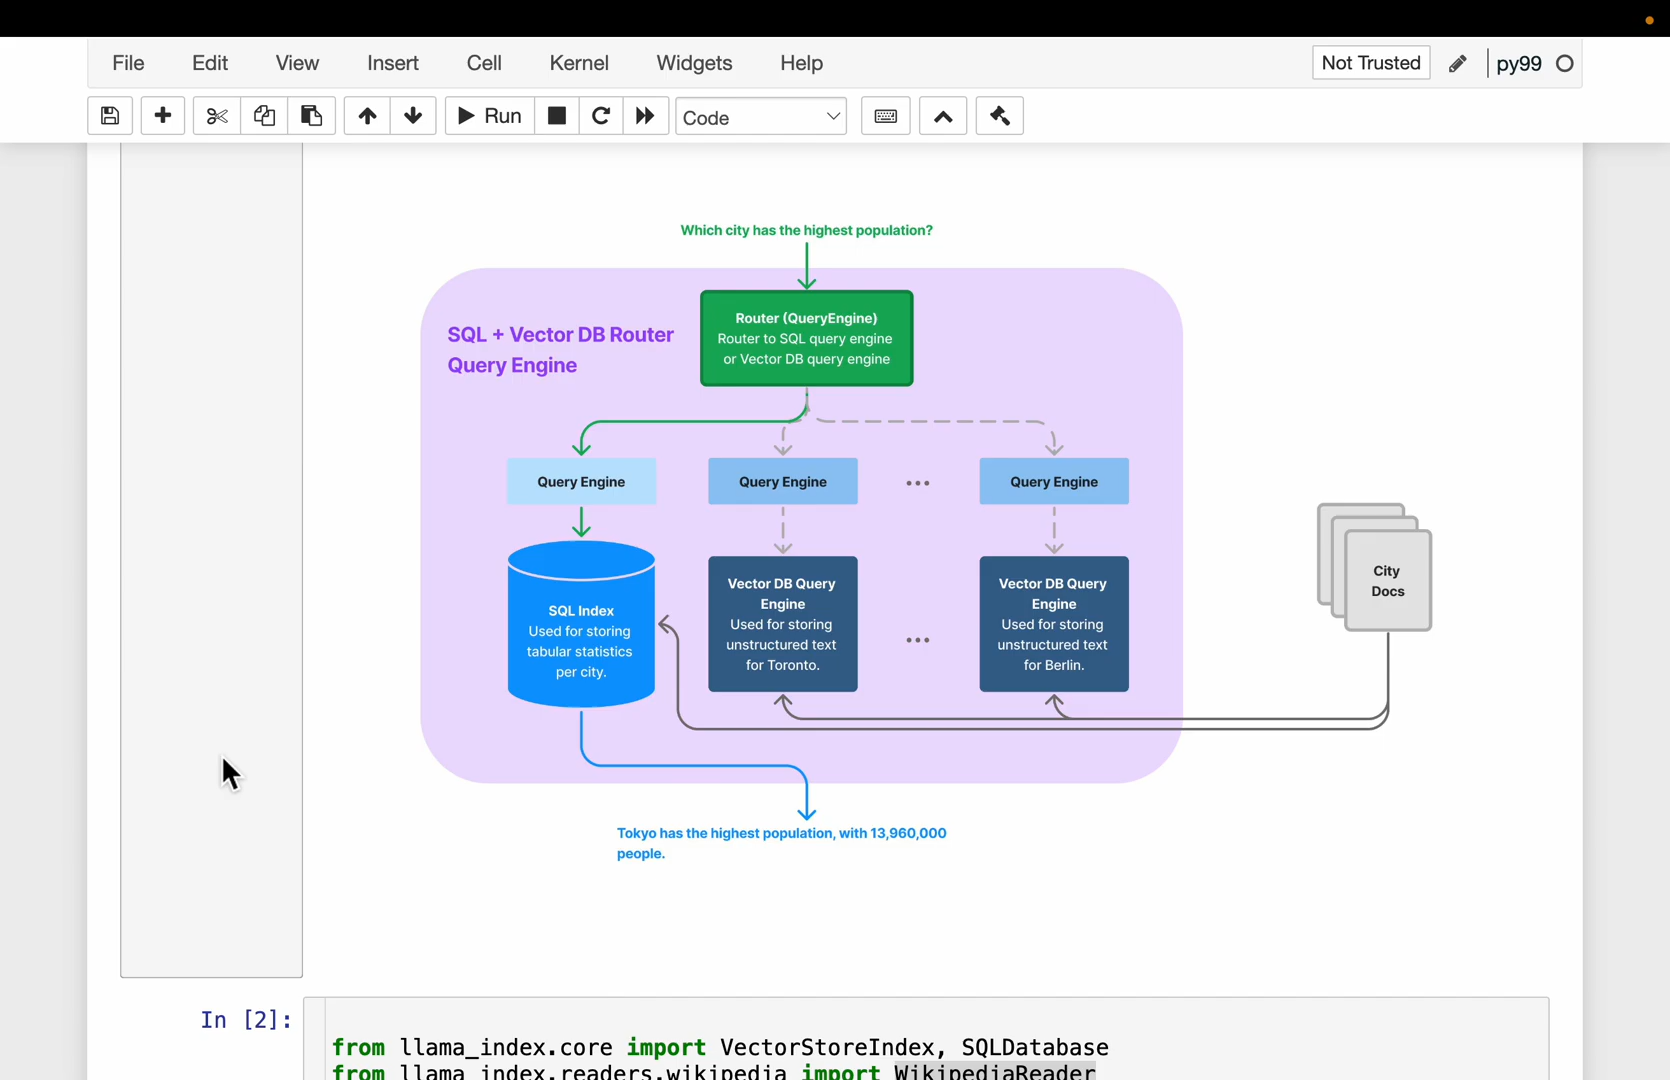 File Edit View Insert Cell Kernel Widgets Help Not Trusted py99
Run Code
Which city has the highest population?
SQL + Vector DB Router
Query Engine
Router (QueryEngine)
Router to SQL query engine
or Vector DB query engine
Query Engine Query Engine ... Query Engine
SQL Index
Used for storing
tabular statistics
per city.
Vector DB Query
Engine
Used for storing
unstructured text
for Toronto.
...
Vector DB Query
Engine
Used for storing
unstructured text
for Berlin.
City
Docs
Tokyo has the highest population, with 13,960,000
people.
In [2]:
from llama_index.core import VectorStoreIndex, SQLDatabase
from llama_index.readers.wikipedia import WikipediaReader